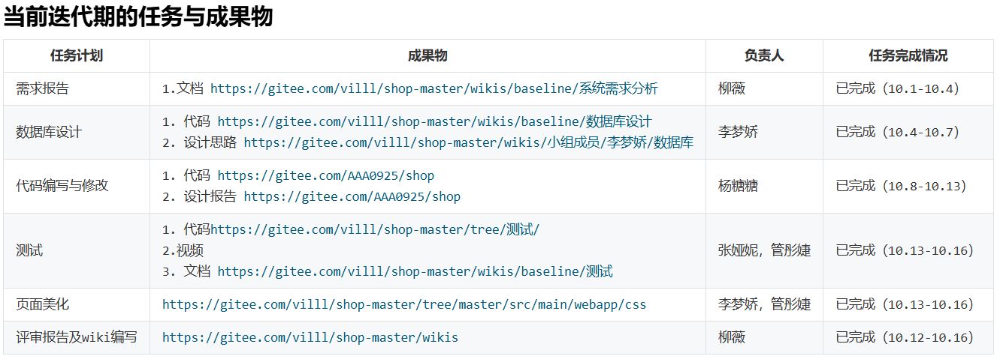 当前迭代期的任务与成果物
任务计划 成果物 负责人 任务完成情况
需求报告 1.文档 https://gitee.com/villl/shop-master/wikis/baseline/系统需求分析 柳薇 已完成（10.1-10.4）
数据库设计 1. 代码 https://gitee.com/villl/shop-master/wikis/baseline/数据库设计 李梦娇 已完成（10.4-10.7）
2. 设计思路 https://gitee.com/villl/shop-master/wikis/小组成员/李梦娇/数据库
代码编写与修改 1. 代码 https://gitee.com/AAA0925/shop 杨糖糖 已完成（10.8-10.13）
2. 设计报告 https://gitee.com/AAA0925/shop
测试 1. 代码https://gitee.com/villl/shop-master/tree/测试/ 张娅妮，管彤婕 已完成（10.13-10.16）
2.视频
3. 文档 https://gitee.com/villl/shop-master/wikis/baseline/测试
页面美化 https://gitee.com/villl/shop-master/tree/master/src/main/webapp/css 李梦娇，管彤婕 已完成（10.13-10.16）
评审报告及wiki编写 https://gitee.com/villl/shop-master/wikis 柳薇 已完成（10.12-10.16）